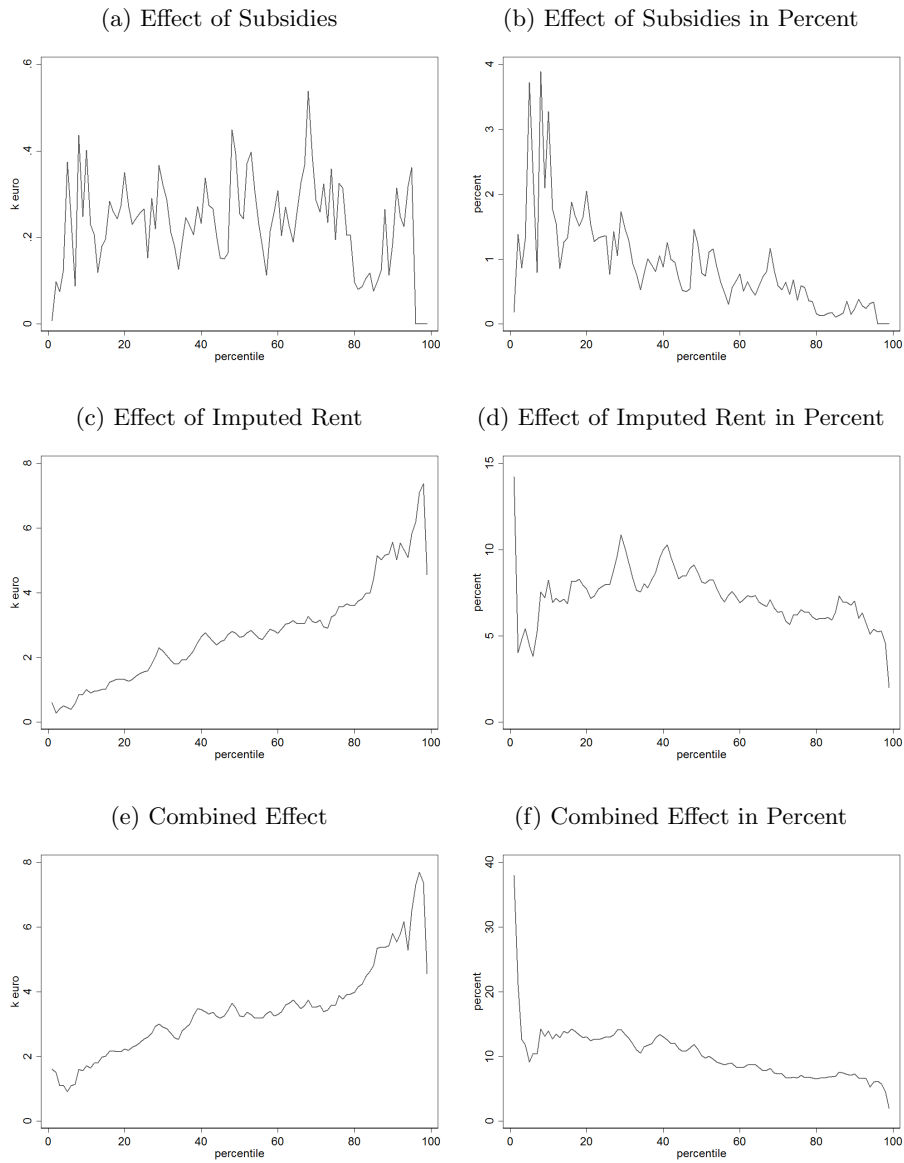 (a) Effect of Subsidies
(b) Effect of Subsidies in Percent
k euro
0 .2 .4 .6
0 20 40 60 80 100
percentile
percent
0 1 2 3 4
0 20 40 60 80 100
percentile
(c) Effect of Imputed Rent
(d) Effect of Imputed Rent in Percent
k euro
0 2 4 6 8
0 20 40 60 80 100
percentile
percent
0 5 10 15
0 20 40 60 80 100
percentile
(e) Combined Effect
(f) Combined Effect in Percent
k euro
0 2 4 6 8
0 20 40 60 80 100
percentile
percent
0 10 20 30 40
0 20 40 60 80 100
percentile